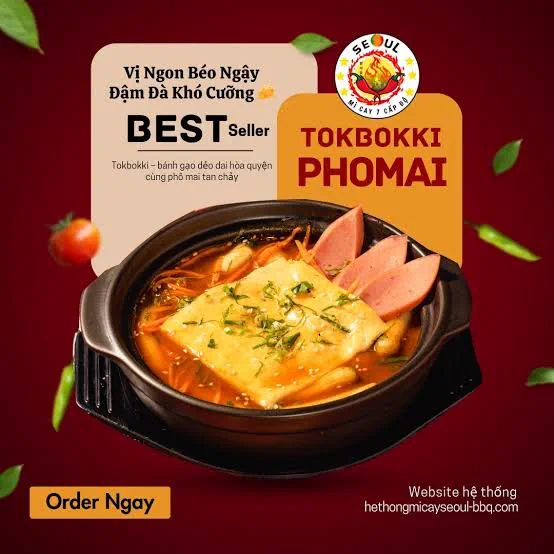 Vị Ngon Béo Ngậy
Đậm Đà Khó Cưỡng
BEST Seller
Tokbokki – bánh gạo dẻo dai hòa quyện
cùng phô mai tan chảy
SEOUL
MÌ CAY 7 CẤP ĐỘ
TOKBOKKI
PHOMAI
Order Ngay
Website hệ thống
hethongmicayseoul-bbq.com